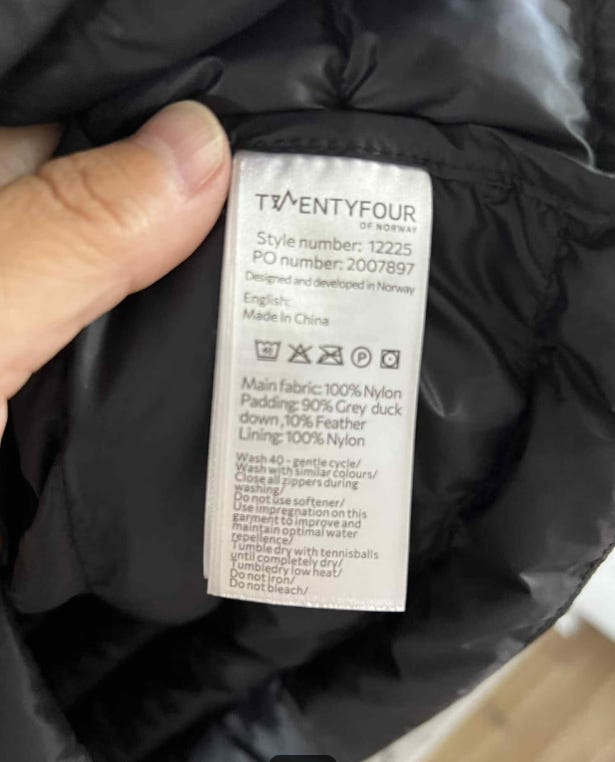 TWENTYFOUR
OF NORWAY
Style number: 12225
PO number: 2007897
Designed and developed in Norway
English:
Made in China
40 P
Main fabric: 100% Nylon
Padding: 90% Grey duck
down,10% Feather
Lining: 100% Nylon
Wash 40 - gentle cycle/
Wash with similar colours/
Close all zippers during
washing/
Do not use softener/
Use impregnation on this
garment to improve and
maintain optimal water
repellence/
Tumble dry with tennisballs
until completely dry/
Tumbledry low heat/
Do not iron/
Do not bleach/